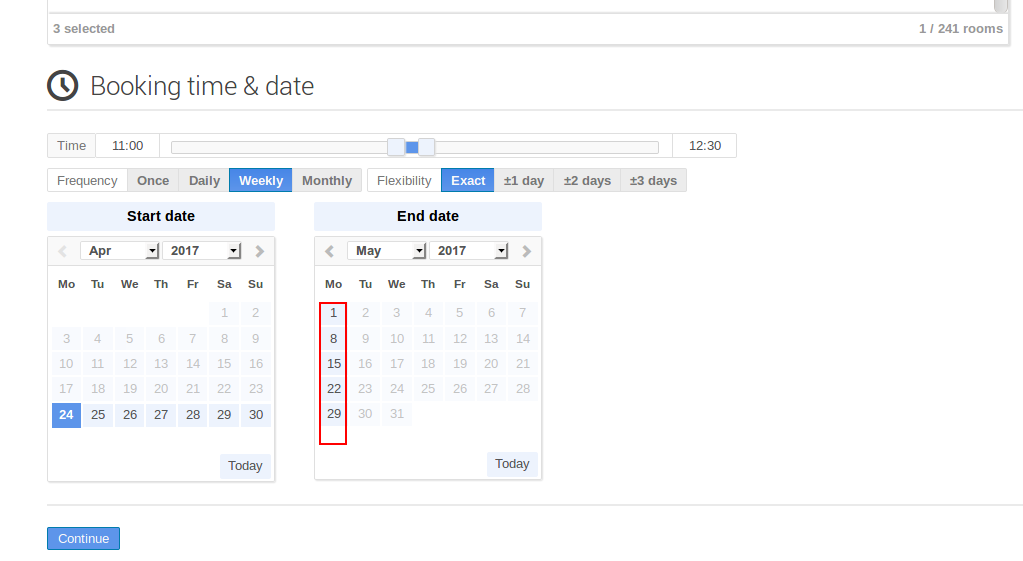 3 selected 1 / 241 rooms
Booking time & date
Time 11:00 12:30
Frequency Once Daily Weekly Monthly Flexibility Exact ±1 day ±2 days ±3 days
Start date End date
Apr 2017 May 2017
Mo Tu We Th Fr Sa Su Mo Tu We Th Fr Sa Su
1 2 1 2 3 4 5 6 7
3 4 5 6 7 8 9 8 9 10 11 12 13 14
10 11 12 13 14 15 16 15 16 17 18 19 20 21
17 18 19 20 21 22 23 22 23 24 25 26 27 28
24 25 26 27 28 29 30 29 30 31
Today Today
Continue